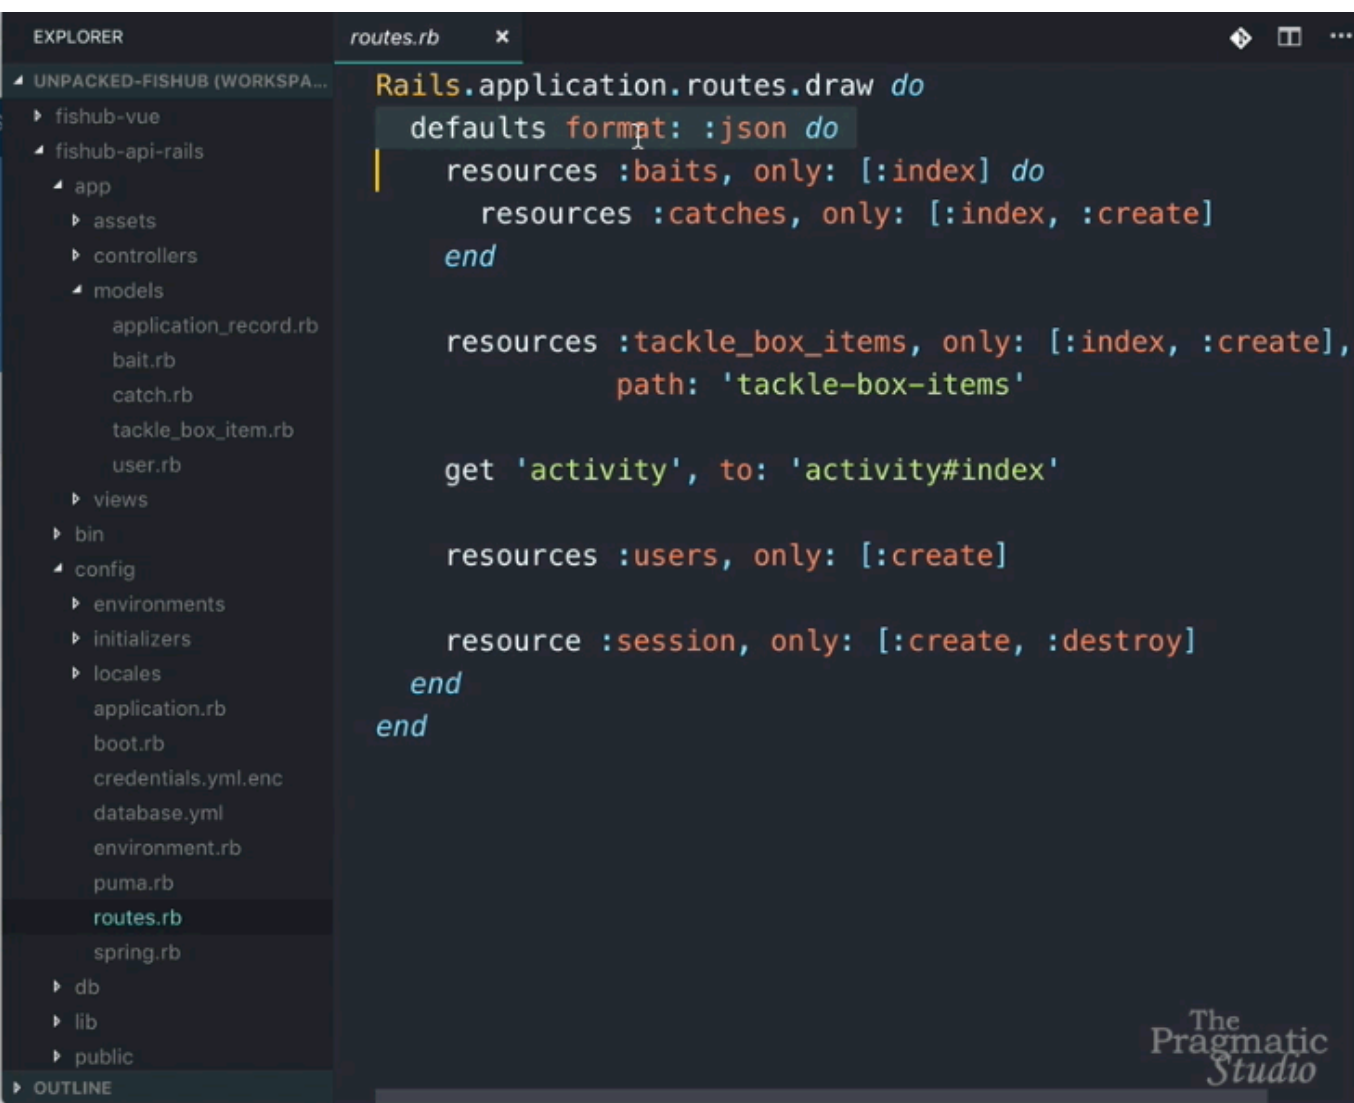 EXPLORER
UNPACKED-FISHUB (WORKSPA...
fishub-vue
fishub-api-rails
app
assets
controllers
models
application_record.rb
bait.rb
catch.rb
tackle_box_item.rb
user.rb
views
bin
config
environments
initializers
locales
application.rb
boot.rb
credentials.yml.enc
database.yml
environment.rb
puma.rb
routes.rb
spring.rb
db
lib
public
OUTLINE
routes.rb
Rails.application.routes.draw do
  defaults format: :json do
    resources :baits, only: [:index] do
      resources :catches, only: [:index, :create]
    end
    resources :tackle_box_items, only: [:index, :create],
              path: 'tackle-box-items'
    get 'activity', to: 'activity#index'
    resources :users, only: [:create]
    resource :session, only: [:create, :destroy]
  end
end
The
Pragmatic
Studio